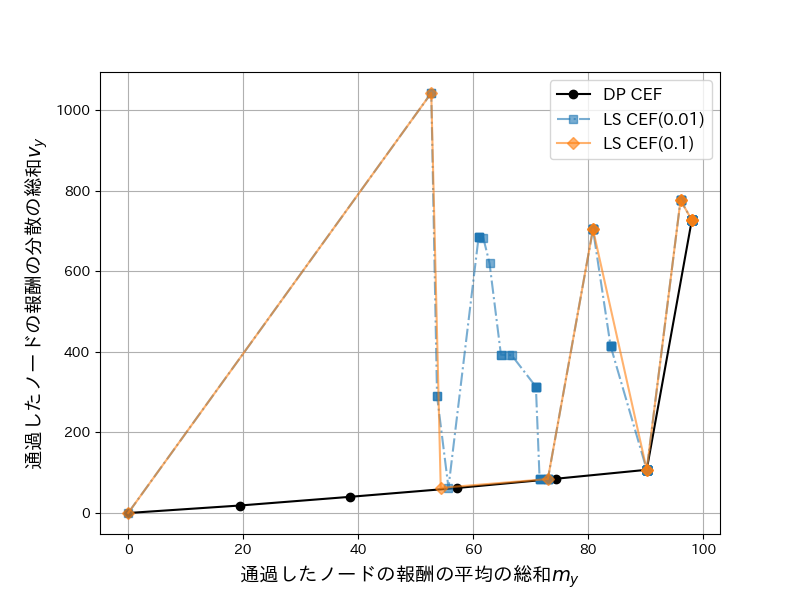 DP CEF
LS CEF(0.01)
LS CEF(0.1)
通過したノードの報酬の分散の総和v_y
1000
800
600
400
200
0
0 20 40 60 80 100
通過したノードの報酬の平均の総和m_y